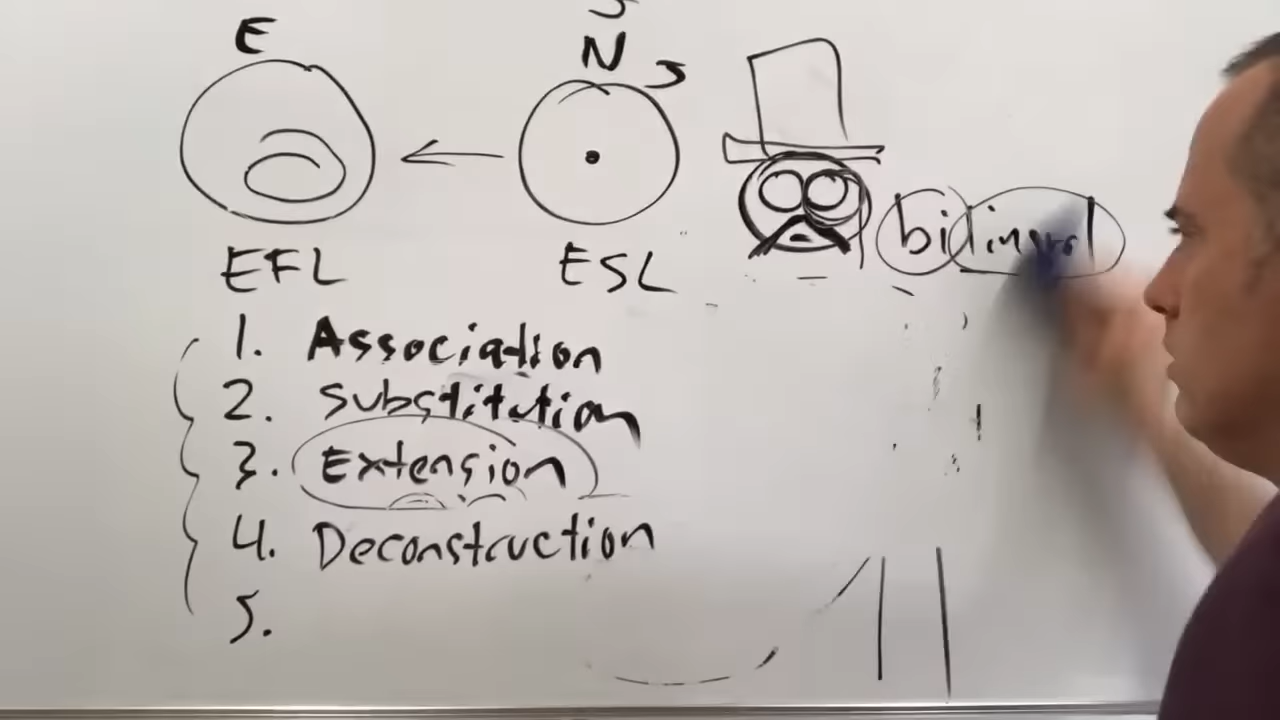 E
N
J
EFL
ESL
bilingual
1. Association
2. Substitution
3. Extension
4. Deconstruction
5.